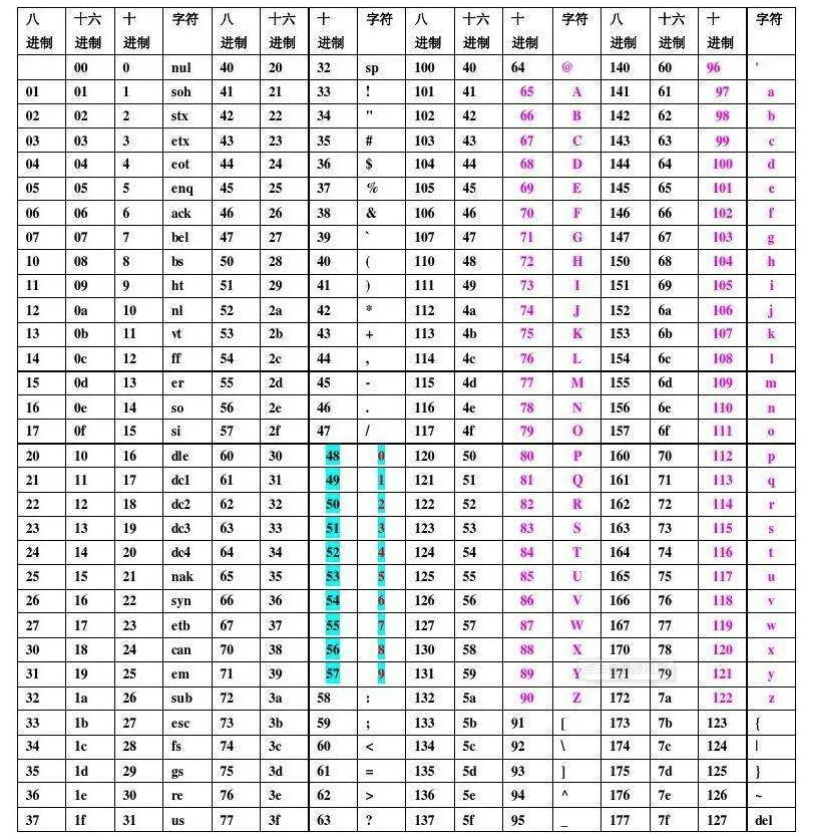 八 十六 十 字符 八 十六 十 字符 八 十六 十 字符 八 十六 十 字符
进制 进制 进制 进制 进制 进制 进制 进制 进制 进制 进制 进制
00 0 nul 40 20 32 sp 100 40 64 @ 140 60 96 '
01 01 1 soh 41 21 33 ! 101 41 65 A 141 61 97 a
02 02 2 stx 42 22 34 " 102 42 66 B 142 62 98 b
03 03 3 etx 43 23 35 # 103 43 67 C 143 63 99 c
04 04 4 eot 44 24 36 $ 104 44 68 D 144 64 100 d
05 05 5 enq 45 25 37 % 105 45 69 E 145 65 101 e
06 06 6 ack 46 26 38 & 106 46 70 F 146 66 102 f
07 07 7 bel 47 27 39 ` 107 47 71 G 147 67 103 g
10 08 8 bs 50 28 40 ( 110 48 72 H 150 68 104 h
11 09 9 ht 51 29 41 ) 111 49 73 I 151 69 105 i
12 0a 10 nl 52 2a 42 * 112 4a 74 J 152 6a 106 j
13 0b 11 vt 53 2b 43 + 113 4b 75 K 153 6b 107 k
14 0c 12 ff 54 2c 44 , 114 4c 76 L 154 6c 108 l
15 0d 13 er 55 2d 45 - 115 4d 77 M 155 6d 109 m
16 0e 14 so 56 2e 46 . 116 4e 78 N 156 6e 110 n
17 0f 15 si 57 2f 47 / 117 4f 79 O 157 6f 111 o
20 10 16 dle 60 30 48 0 120 50 80 P 160 70 112 p
21 11 17 dc1 61 31 49 1 121 51 81 Q 161 71 113 q
22 12 18 dc2 62 32 50 2 122 52 82 R 162 72 114 r
23 13 19 dc3 63 33 51 3 123 53 83 S 163 73 115 s
24 14 20 dc4 64 34 52 4 124 54 84 T 164 74 116 t
25 15 21 nak 65 35 53 5 125 55 85 U 165 75 117 u
26 16 22 syn 66 36 54 6 126 56 86 V 166 76 118 v
27 17 23 etb 67 37 55 7 127 57 87 W 167 77 119 w
30 18 24 can 70 38 56 8 130 58 88 X 170 78 120 x
31 19 25 em 71 39 57 9 131 59 89 Y 171 79 121 y
32 1a 26 sub 72 3a 58 : 132 5a 90 Z 172 7a 122 z
33 1b 27 esc 73 3b 59 ; 133 5b 91 [ 173 7b 123 {
34 1c 28 fs 74 3c 60 < 134 5c 92 \ 174 7c 124 |
35 1d 29 gs 75 3d 61 = 135 5d 93 ] 175 7d 125 }
36 1e 30 re 76 3e 62 > 136 5e 94 ^ 176 7e 126 ~
37 1f 31 us 77 3f 63 ? 137 5f 95 _ 177 7f 127 del